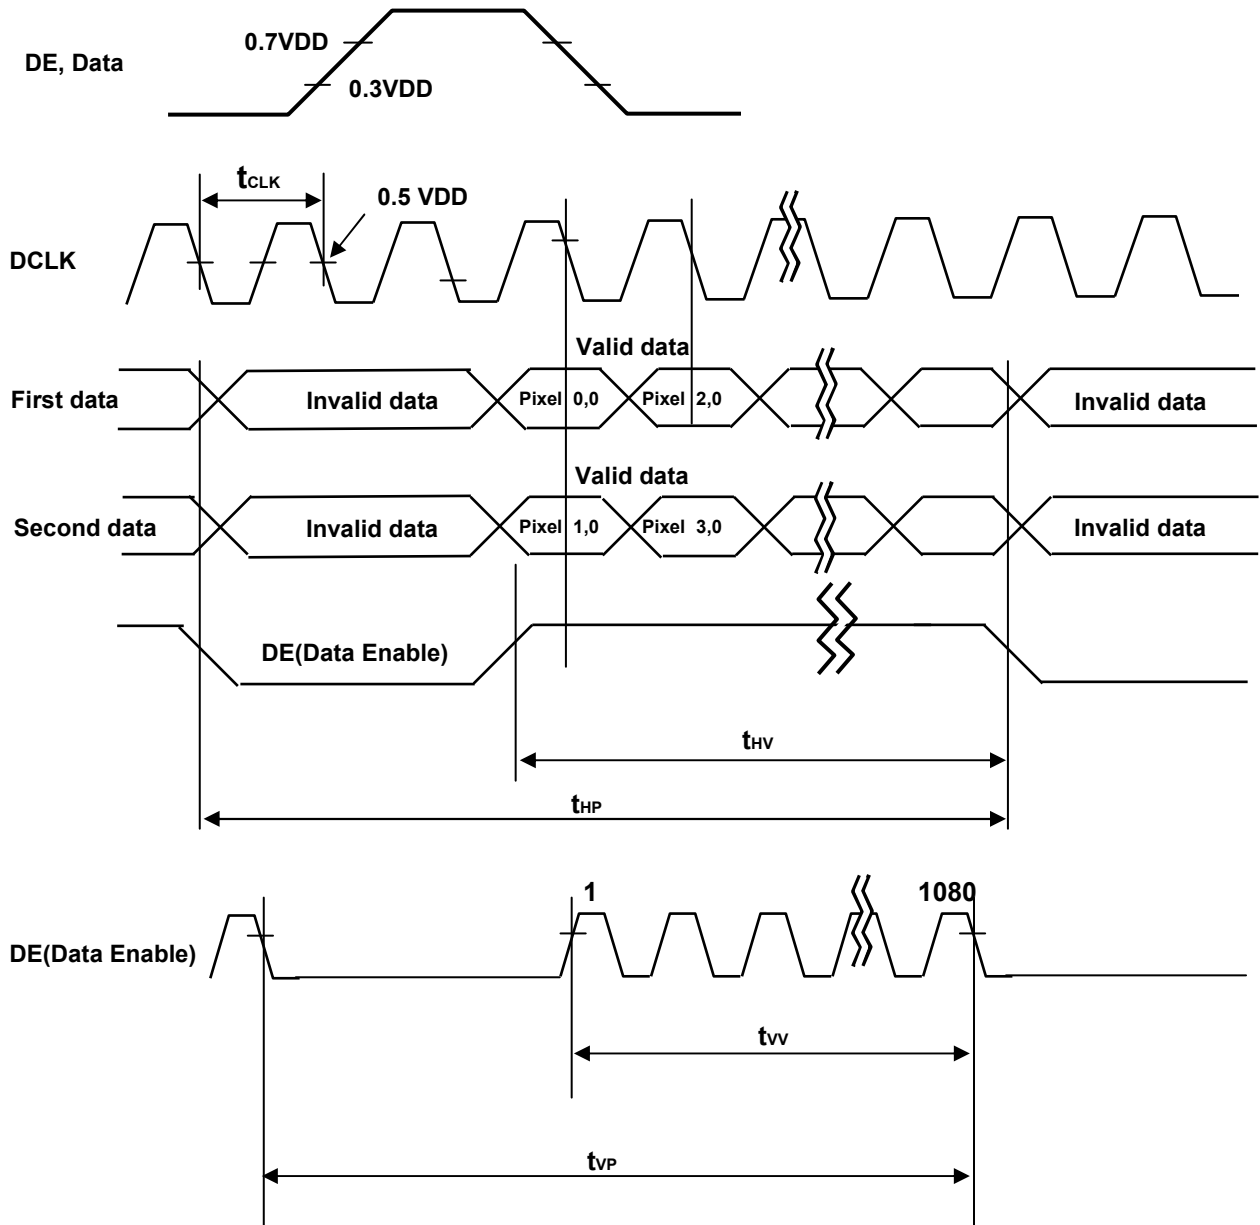 0.7VDD
DE, Data
0.3VDD
tCLK
0.5 VDD
DCLK
Valid data
First data
Invalid data
Pixel 0,0
Pixel 2,0
Invalid data
Valid data
Second data
Invalid data
Pixel 1,0
Pixel 3,0
Invalid data
DE(Data Enable)
tHV
tHP
1
1080
DE(Data Enable)
tVV
tVP